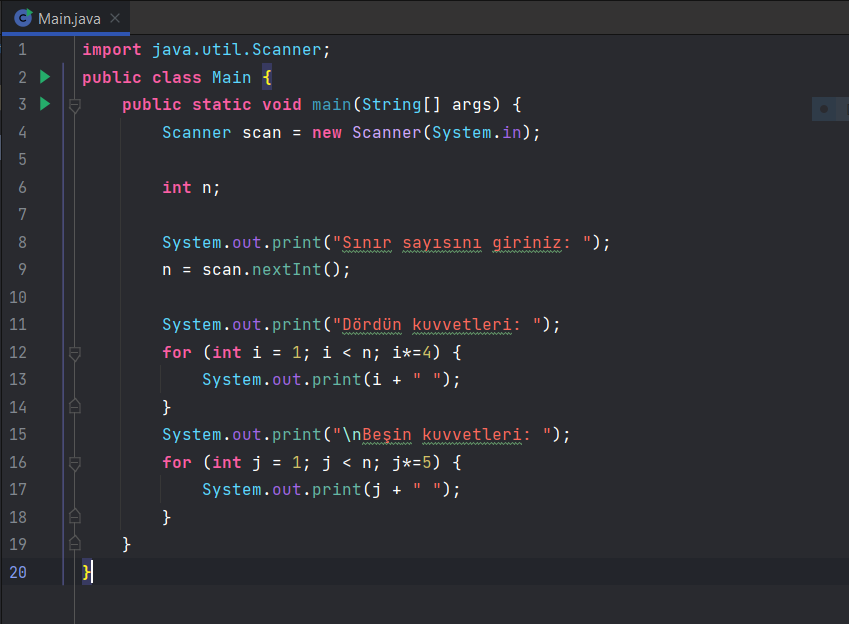 Main.java
1 import java.util.Scanner;
2 public class Main {
3 public static void main(String[] args) {
4 Scanner scan = new Scanner(System.in);
5
6 int n;
7
8 System.out.print("Sınır sayısını giriniz: ");
9 n = scan.nextInt();
10
11 System.out.print("Dördün kuvvetleri: ");
12 for (int i = 1; i < n; i*=4) {
13 System.out.print(i + " ");
14 }
15 System.out.print("\nBeşin kuvvetleri: ");
16 for (int j = 1; j < n; j*=5) {
17 System.out.print(j + " ");
18 }
19 }
20 }